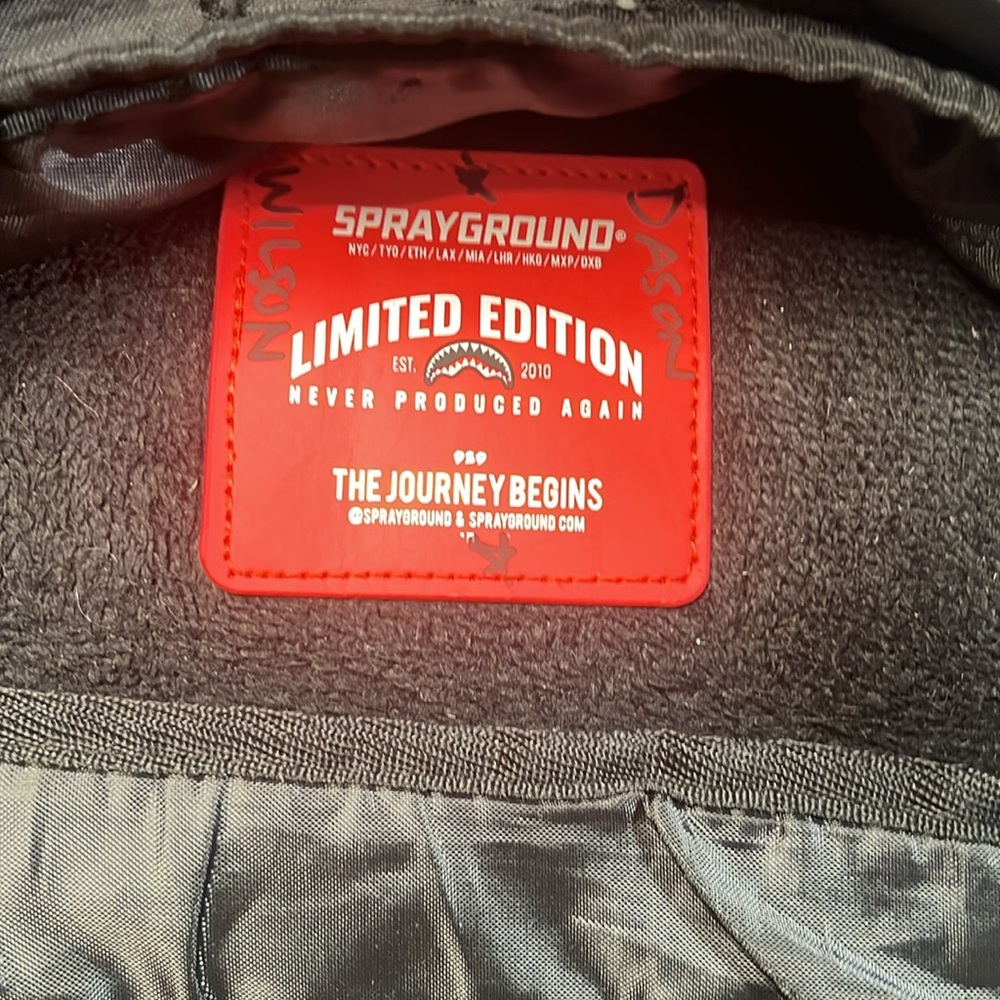 SPRAYGROUND®
NYC/TYO/ETH/LAX/MIA/LHR/HKG/MXP/DXB
LIMITED EDITION
EST. 2010
NEVER PRODUCED AGAIN
THE JOURNEY BEGINS
@SPRAYGROUND & SPRAYGROUND.COM
WILSON
DASON